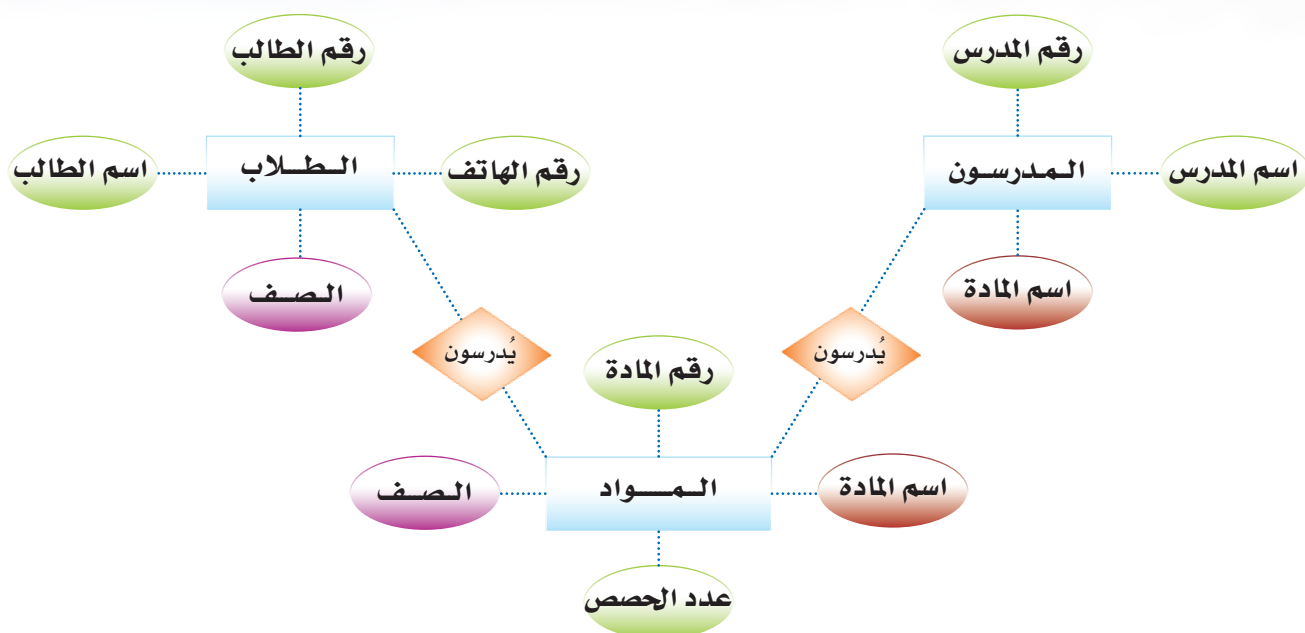 رقم المدرس
رقم الطالب
اسم المدرس
المدرسون
رقم الهاتف
الطلاب
اسم الطالب
اسم المادة
الصف
يُدرسون
يُدرسون
رقم المادة
اسم المادة
المواد
الصف
عدد الحصص